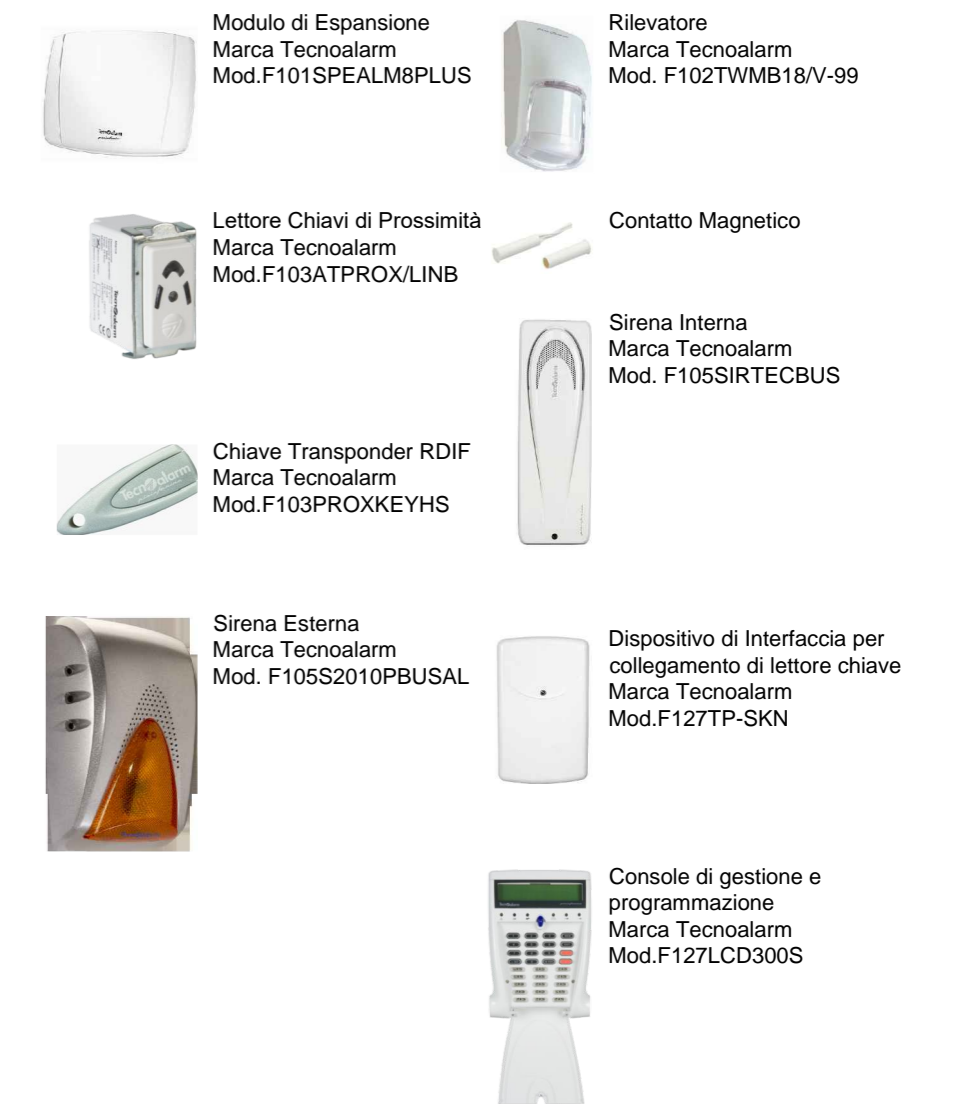 Modulo di Espansione
Marca Tecnoalarm
Mod.F101SPEALM8PLUS
Rilevatore
Marca Tecnoalarm
Mod. F102TWMB18/V-99
Lettore Chiavi di Prossimità
Marca Tecnoalarm
Mod.F103ATPROX/LINB
Contatto Magnetico
Sirena Interna
Marca Tecnoalarm
Mod. F105SIRTECBUS
Chiave Transponder RDIF
Marca Tecnoalarm
Mod.F103PROXKEYHS
Tecnoalarm
Sirena Esterna
Marca Tecnoalarm
Mod. F105S2010PBUSAL
Dispositivo di Interfaccia per
collegamento di lettore chiave
Marca Tecnoalarm
Mod.F127TP-SKN
Console di gestione e
programmazione
Marca Tecnoalarm
Mod.F127LCD300S